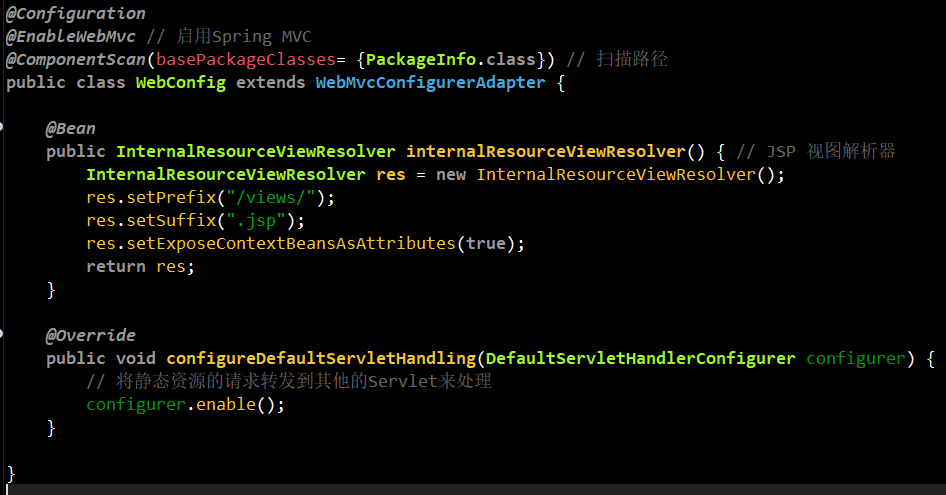 @Configuration
@EnableWebMvc // 启用Spring MVC
@ComponentScan(basePackageClasses= {PackageInfo.class}) // 扫描路径
public class WebConfig extends WebMvcConfigurerAdapter {
@Bean
public InternalResourceViewResolver internalResourceViewResolver() { // JSP 视图解析器
InternalResourceViewResolver res = new InternalResourceViewResolver();
res.setPrefix("/views/");
res.setSuffix(".jsp");
res.setExposeContextBeansAsAttributes(true);
return res;
}
@Override
public void configureDefaultServletHandling(DefaultServletHandlerConfigurer configurer) {
// 将静态资源的请求转发到其他的Servlet来处理
configurer.enable();
}
}